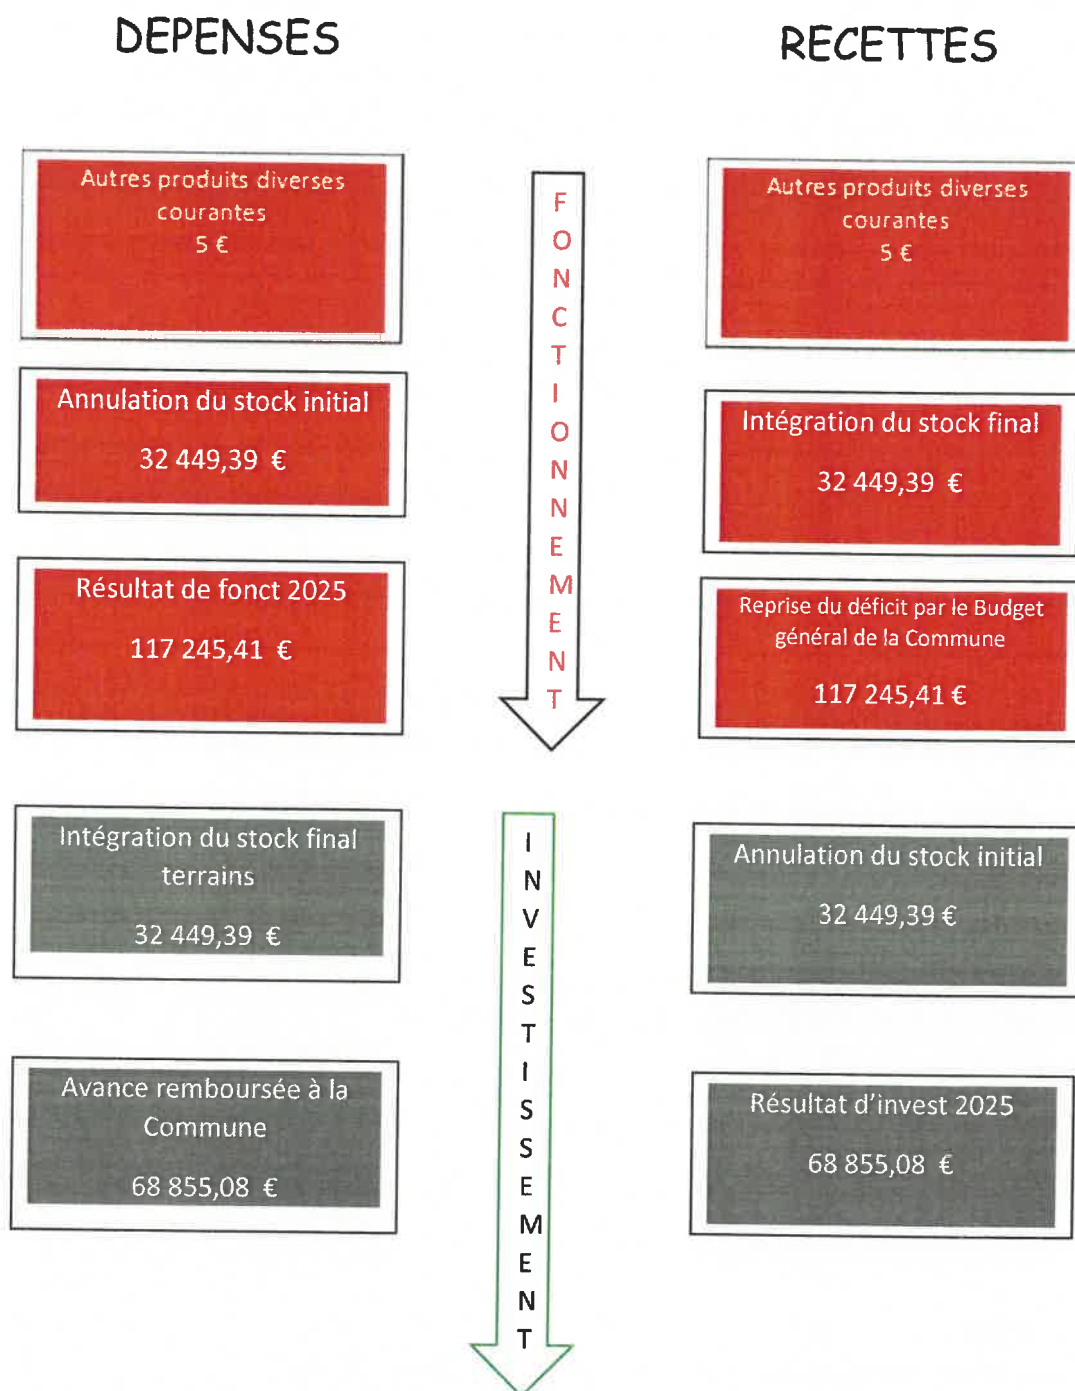 DEPENSES
RECETTES
Autres produits diverses
courantes
5 €
Autres produits diverses
courantes
5 €
FONCTIONNEMENT
Annulation du stock initial
32 449,39 €
Intégration du stock final
32 449,39 €
Résultat de fonct 2025
117 245,41 €
Reprise du déficit par le Budget
général de la Commune
117 245,41 €
Intégration du stock final
terrains
32 449,39 €
Annulation du stock initial
32 449,39 €
INVESTISSEMENT
Avance remboursée à la
Commune
68 855,08 €
Résultat d'invest 2025
68 855,08 €